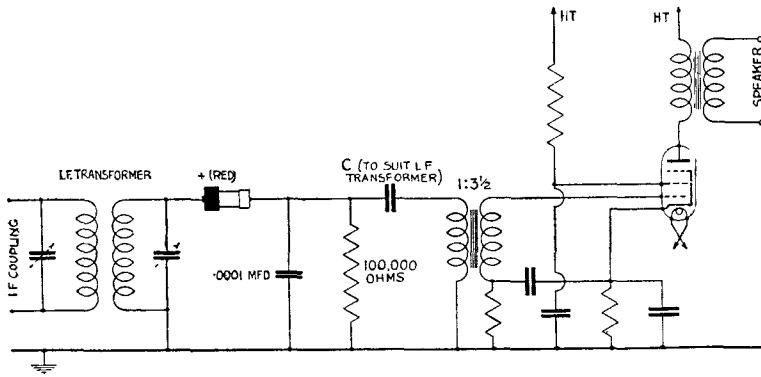 HT
HT
SPEAKER
I.F. TRANSFORMER
+ (RED)
C (TO SUIT L F
TRANSFORMER)
1:3½
I F COUPLING
·0001 MFD
100,000
OHMS